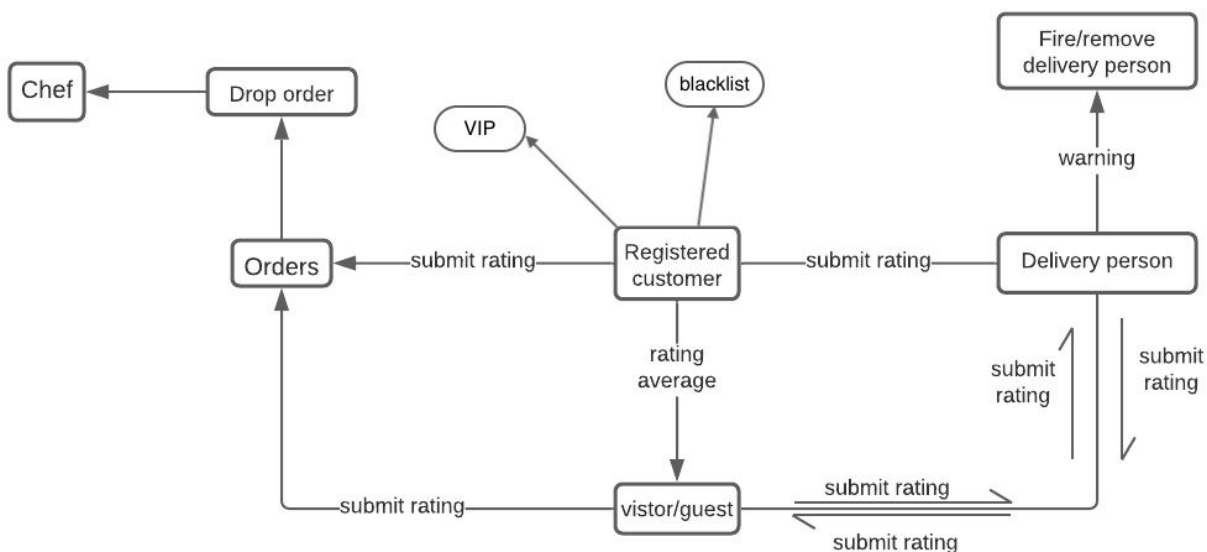 Fire/remove
delivery person
Chef
Drop order
blacklist
VIP
warning
Orders
submit rating
Registered
customer
submit rating
Delivery person
rating
average
submit
rating
submit
rating
submit rating
vistor/guest
submit rating
submit rating